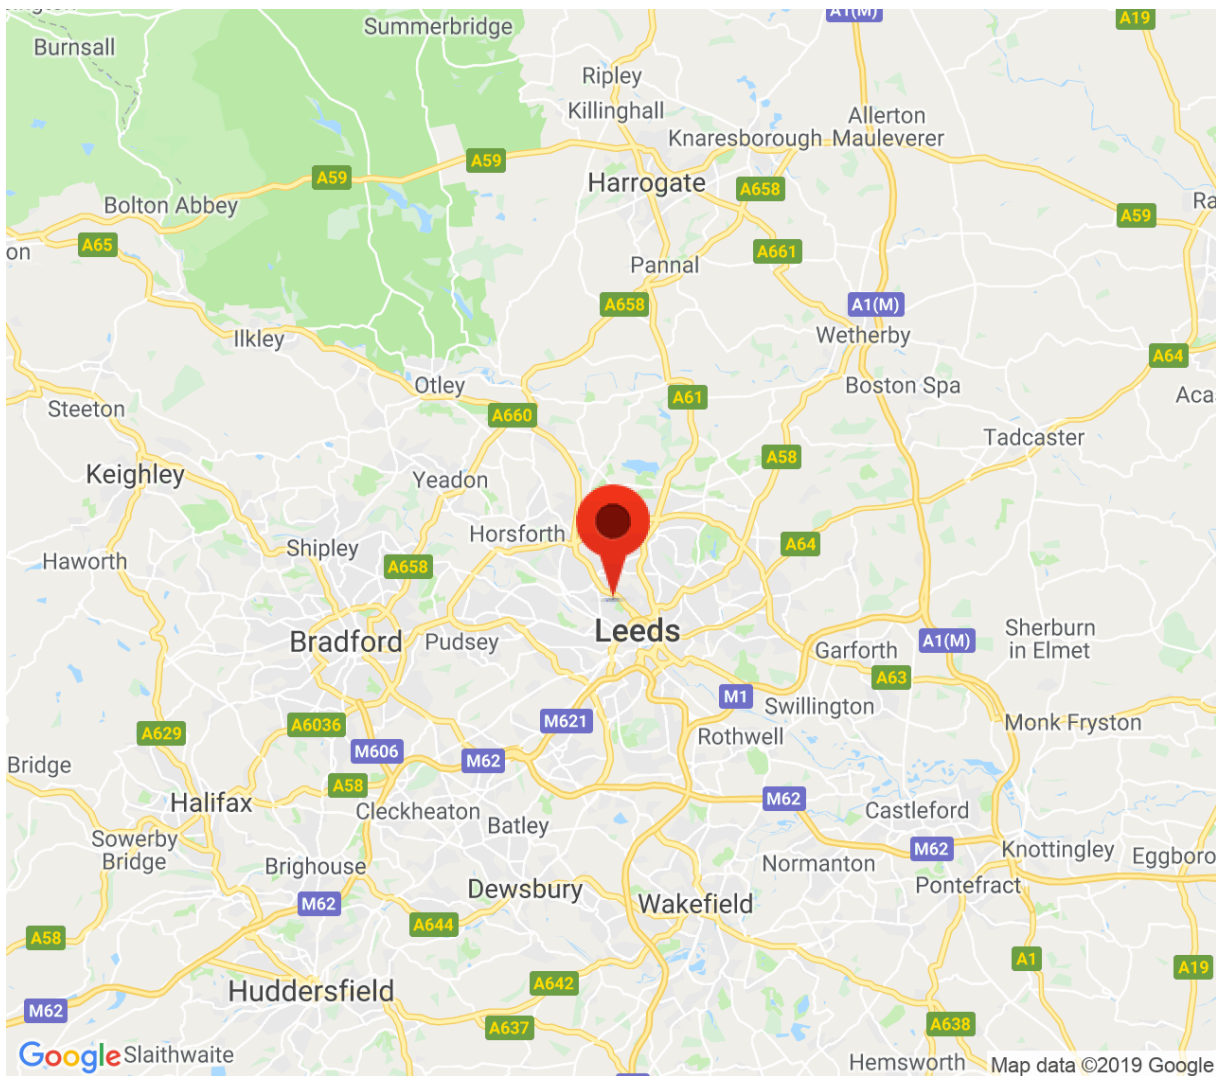 Burnsall
Summerbridge
A1(M)
A19
Ripley
Killinghall
Allerton
Mauleverer
Knaresborough
A59
A59
Harrogate
A658
Bolton Abbey
A59
A65
Pannal
A661
A658
A1(M)
Wetherby
Ilkley
A64
Otley
Boston Spa
A61
Steeton
A660
Tadcaster
A58
Keighley
Yeadon
Horsforth
Shipley
A64
Haworth
A658
Leeds
Bradford
Pudsey
Sherburn
in Elmet
A1(M)
Garforth
A63
M1
Swillington
M621
A6036
Monk Fryston
A629
Rothwell
M606
M62
Bridge
A58
M62
Halifax
Cleckheaton
Castleford
Batley
Sowerby
Bridge
M62
Knottingley
Eggboro
Brighouse
Normanton
Pontefract
Dewsbury
Wakefield
M62
A644
A58
A1
A19
A642
Huddersfield
M62
A637
A638
Google
Slaithwaite
Hemsworth
Map data ©2019 Google